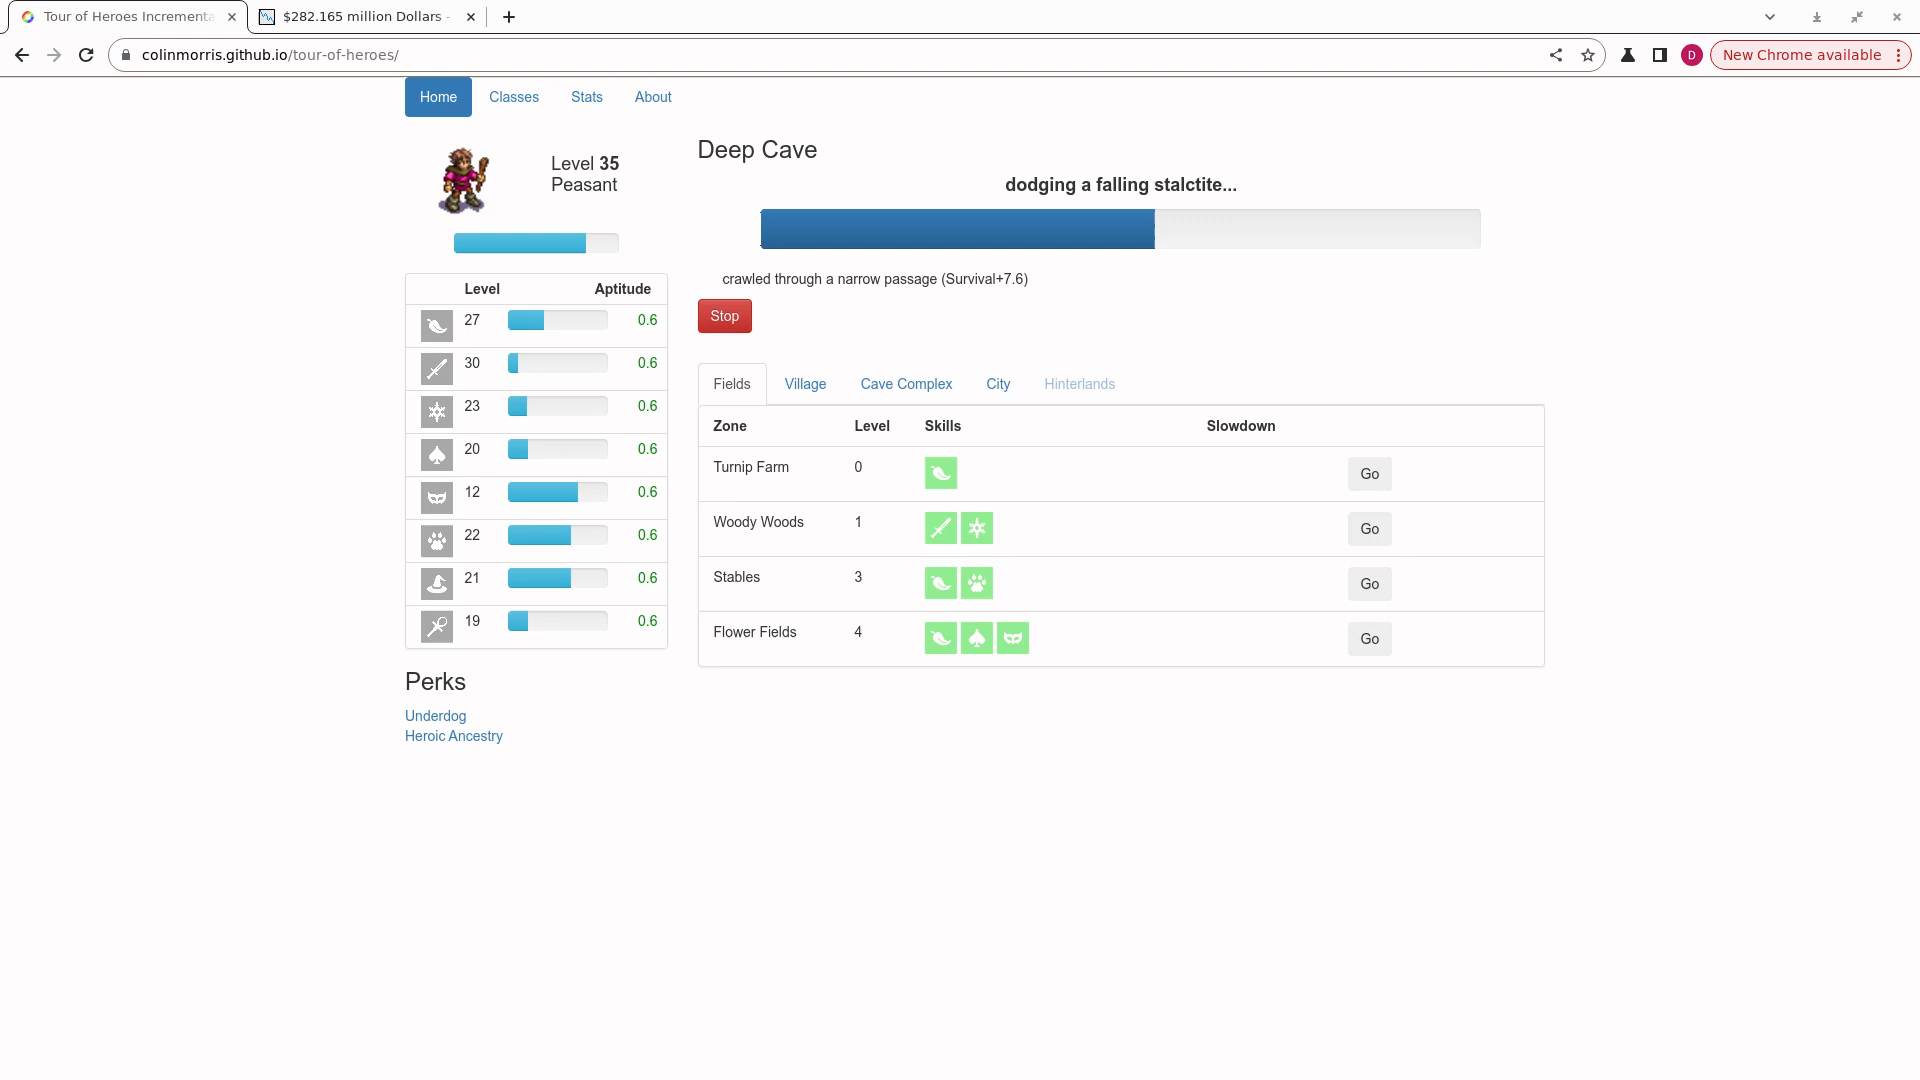 Tour of Heroes Incrementa
$282.165 million Dollars -
colinmorris.github.io/tour-of-heroes/
D
New Chrome available
Home
Classes
Stats
About
Level 35
Peasant
Deep Cave
dodging a falling stalctite...
crawled through a narrow passage (Survival+7.6)
Stop
Level
Aptitude
27
0.6
30
0.6
23
0.6
20
0.6
12
0.6
22
0.6
21
0.6
19
0.6
Perks
Underdog
Heroic Ancestry
Fields
Village
Cave Complex
City
Hinterlands
Zone
Level
Skills
Slowdown
Turnip Farm
0
Go
Woody Woods
1
Go
Stables
3
Go
Flower Fields
4
Go